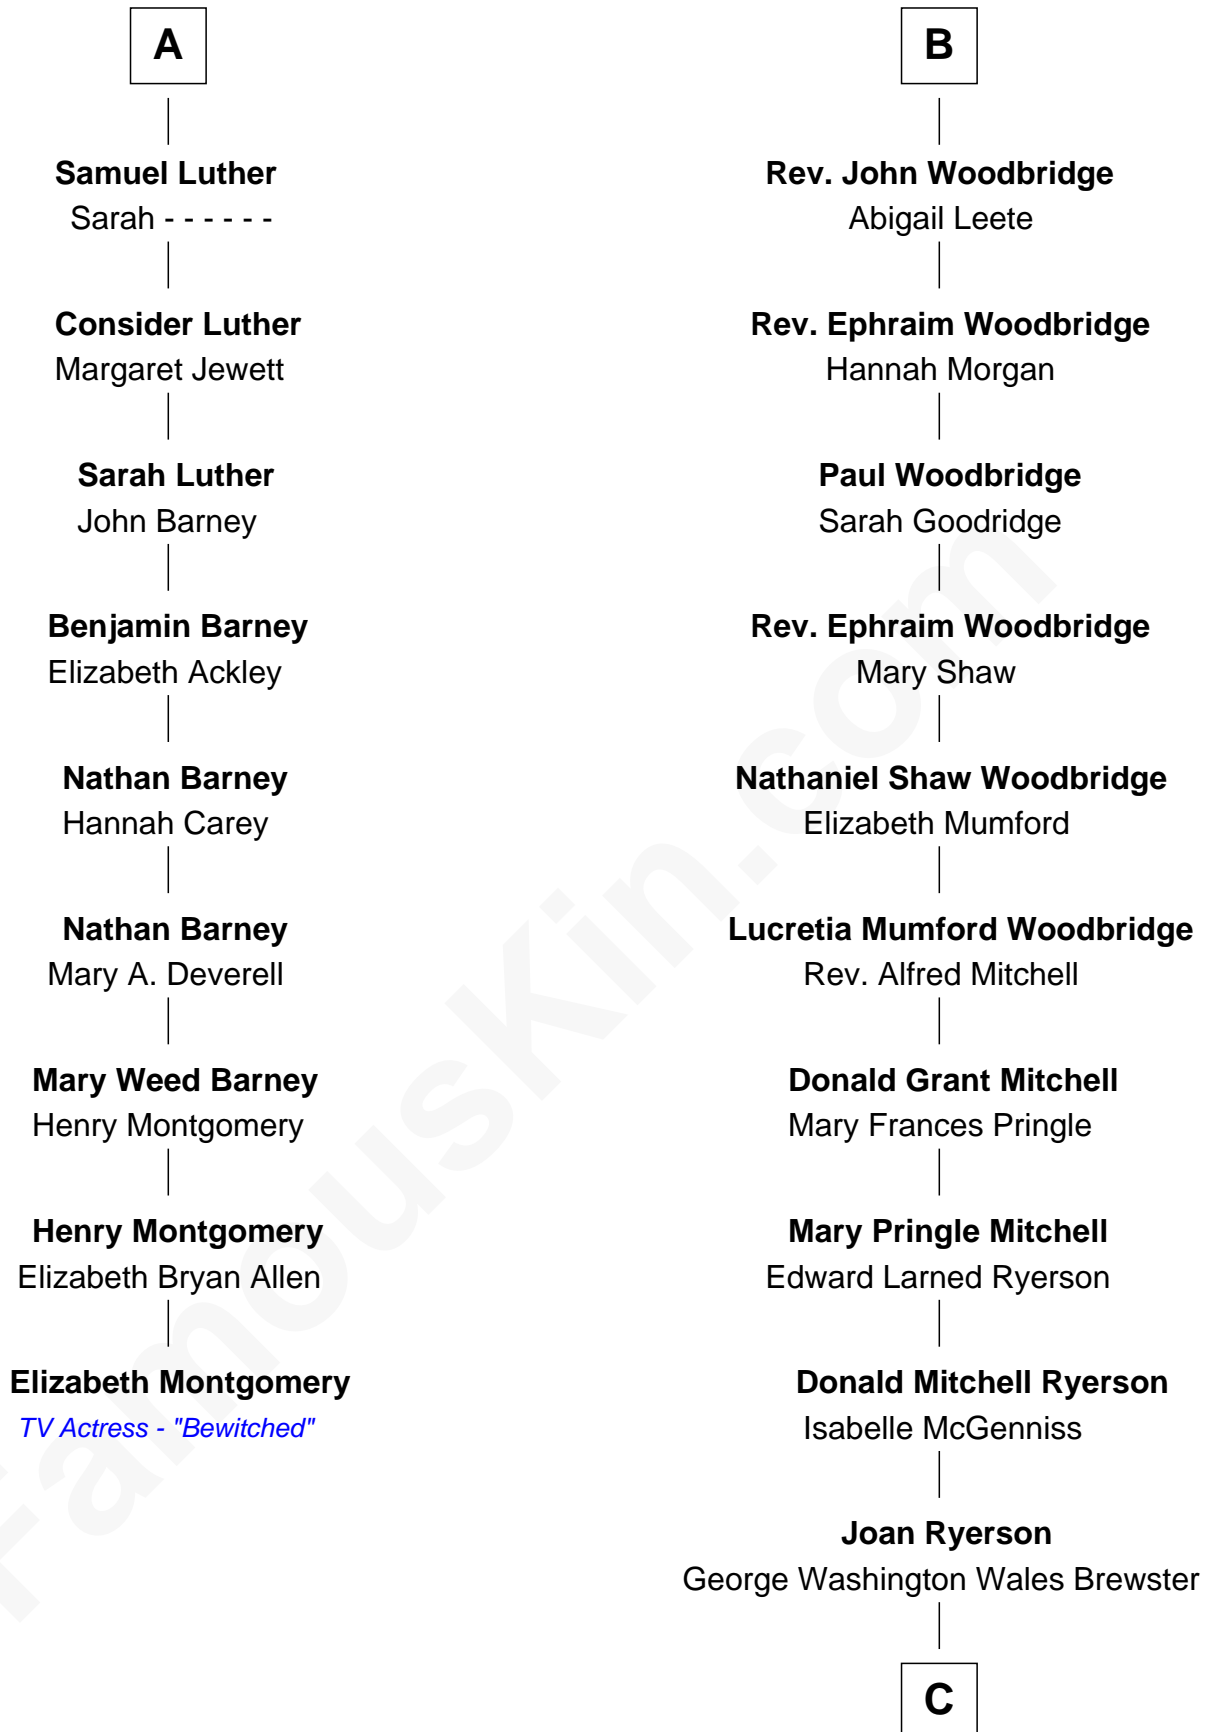 A
Samuel Luther
Sarah - - - - - -
Consider Luther
Margaret Jewett
Sarah Luther
John Barney
Benjamin Barney
Elizabeth Ackley
Nathan Barney
Hannah Carey
Nathan Barney
Mary A. Deverell
Mary Weed Barney
Henry Montgomery
Henry Montgomery
Elizabeth Bryan Allen
Elizabeth Montgomery
TV Actress - "Bewitched"
B
Rev. John Woodbridge
Abigail Leete
Rev. Ephraim Woodbridge
Hannah Morgan
Paul Woodbridge
Sarah Goodridge
Rev. Ephraim Woodbridge
Mary Shaw
Nathaniel Shaw Woodbridge
Elizabeth Mumford
Lucretia Mumford Woodbridge
Rev. Alfred Mitchell
Donald Grant Mitchell
Mary Frances Pringle
Mary Pringle Mitchell
Edward Larned Ryerson
Donald Mitchell Ryerson
Isabelle McGenniss
Joan Ryerson
George Washington Wales Brewster
C
FamousKin.com